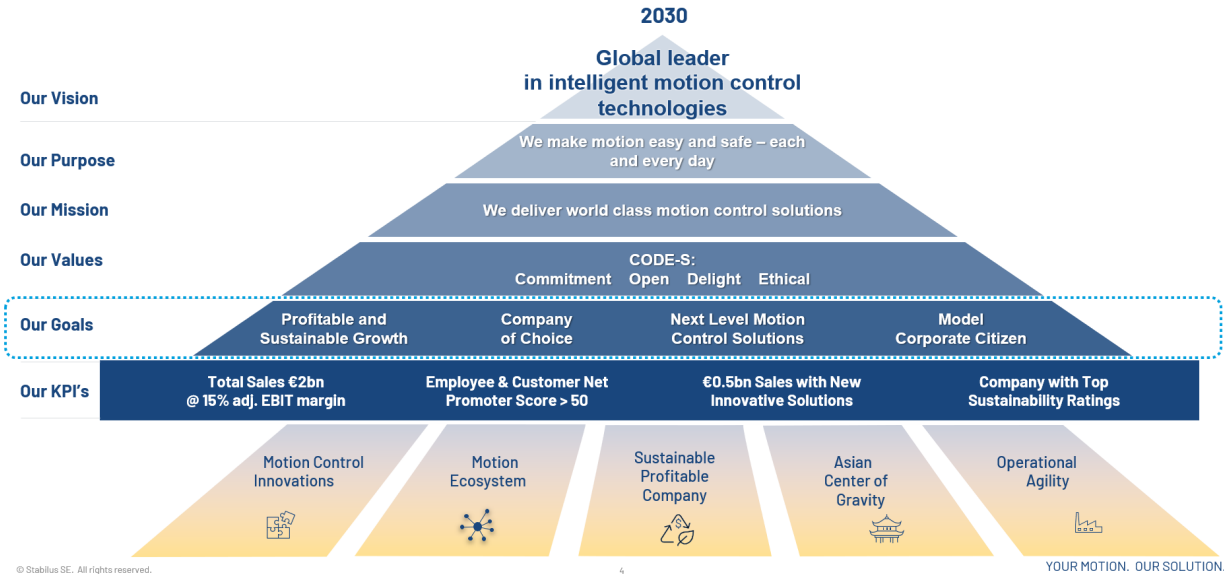 2030
Our Vision
Global leader
in intelligent motion control
technologies
Our Purpose
We make motion easy and safe – each
and every day
Our Mission
We deliver world class motion control solutions
Our Values
CODE-S:
Commitment Open Delight Ethical
Our Goals
Profitable and
Sustainable Growth
Company
of Choice
Next Level Motion
Control Solutions
Model
Corporate Citizen
Our KPI's
Total Sales €2bn
@ 15% adj. EBIT margin
Employee & Customer Net
Promoter Score > 50
€0.5bn Sales with New
Innovative Solutions
Company with Top
Sustainability Ratings
Motion Control
Innovations
Motion
Ecosystem
Sustainable
Profitable
Company
Asian
Center of
Gravity
Operational
Agility
© Stabilus SE. All rights reserved.
4
YOUR MOTION. OUR SOLUTION.